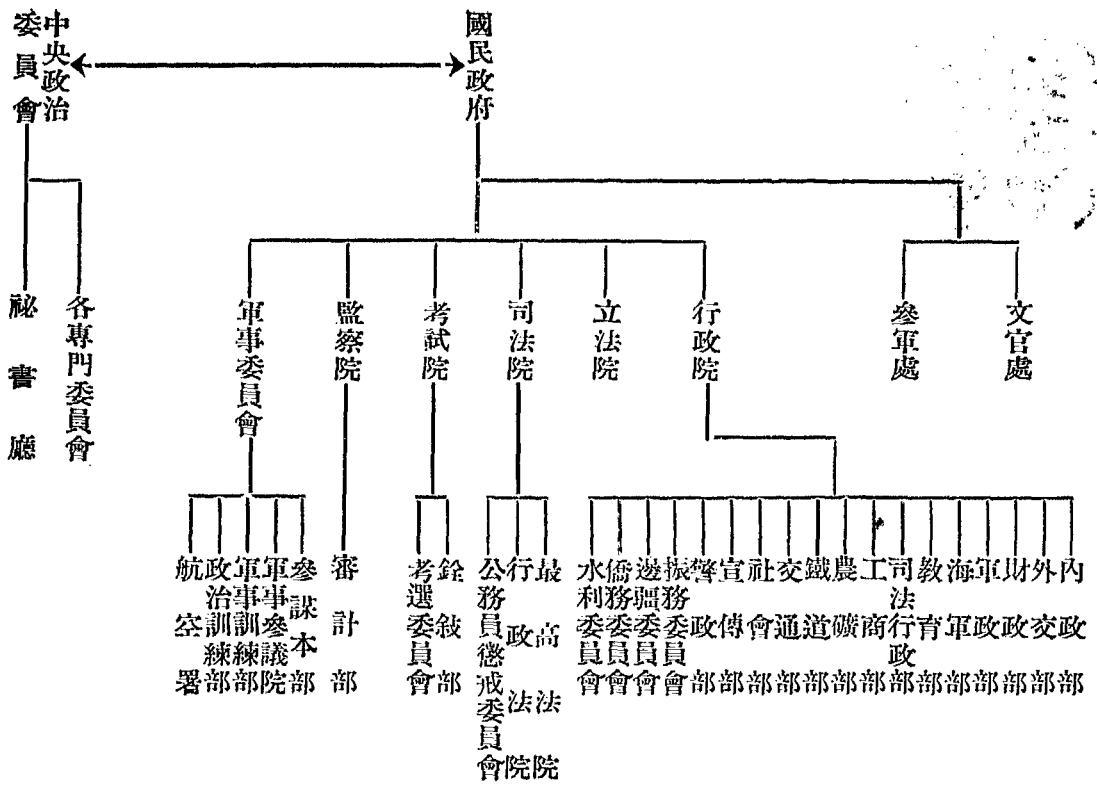 國民政府
中央政治
委員會
文官處
參軍處
行政院
立法院
司法院
考試院
監察院
軍事委員會
各專門委員會
祕書廳
內政部
外交部
財政部
軍政部
海軍部
教育部
司法行政部
工商部
農礦部
鐵道部
交通部
社會部
宣傳部
警政部
振務委員會
邊疆委員會
僑務委員會
水利委員會
最高法院
行政法院
公務員懲戒委員會
銓敍部
考選委員會
審計部
參謀本部
軍事參議院
軍事訓練部
政治訓練部
航空署